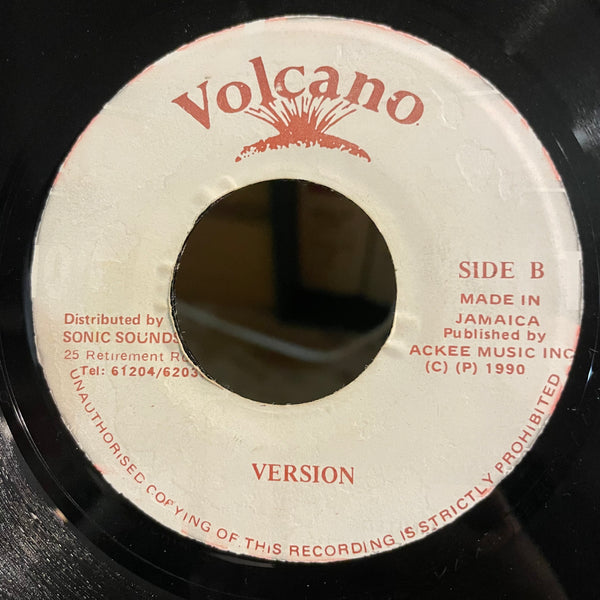 Volcano
SIDE B
MADE IN
JAMAICA
Published by
ACKEE MUSIC INC
(C) (P) 1990
Distributed by
SONIC SOUNDS
25 Retirement
Tel: 61204/6203
VERSION
UNAUTHORISED COPYING OF THIS RECORDING IS STRICTLY PROHIBITED